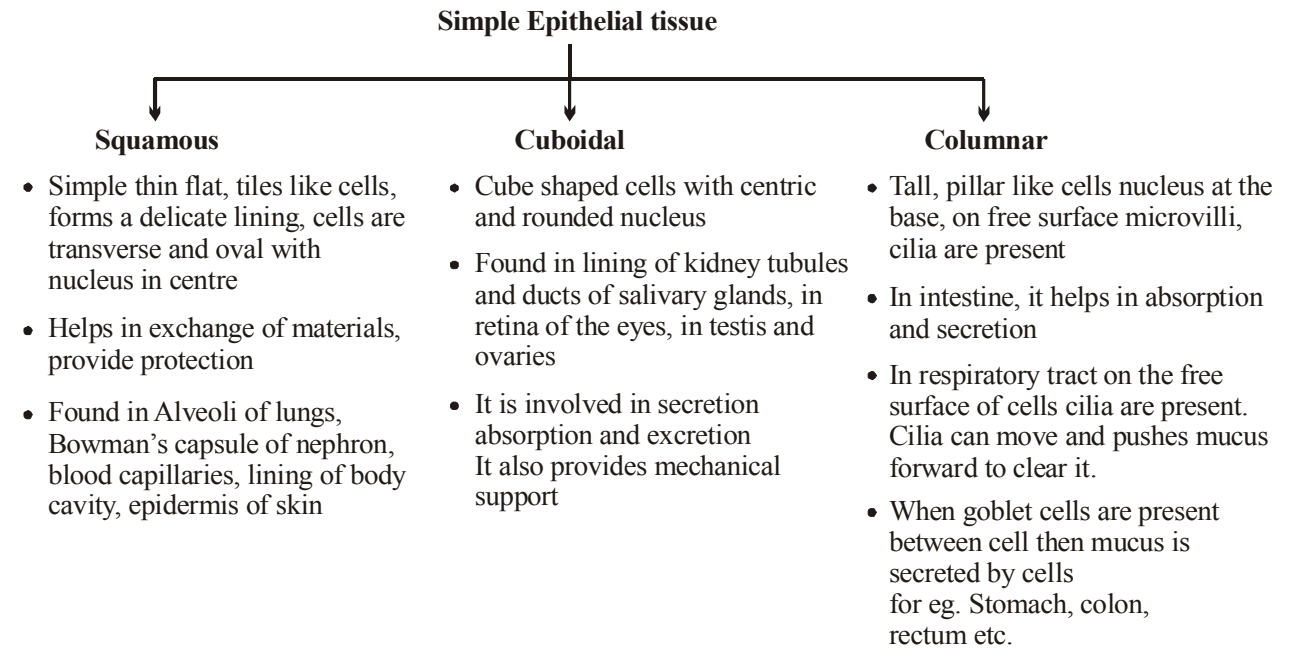 Simple Epithelial tissue
Squamous
• Simple thin flat, tiles like cells,
forms a delicate lining, cells are
transverse and oval with
nucleus in centre
• Helps in exchange of materials,
provide protection
• Found in Alveoli of lungs,
Bowman's capsule of nephron,
blood capillaries, lining of body
cavity, epidermis of skin
Cuboidal
• Cube shaped cells with centric
and rounded nucleus
• Found in lining of kidney tubules
and ducts of salivary glands, in
retina of the eyes, in testis and
ovaries
• It is involved in secretion
absorption and excretion
It also provides mechanical
support
Columnar
• Tall, pillar like cells nucleus at the
base, on free surface microvilli,
cilia are present
• In intestine, it helps in absorption
and secretion
• In respiratory tract on the free
surface of cells cilia are present.
Cilia can move and pushes mucus
forward to clear it.
• When goblet cells are present
between cell then mucus is
secreted by cells
for eg. Stomach, colon,
rectum etc.